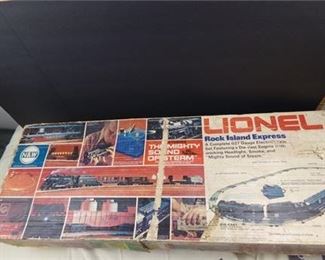 LIONEL
Rock Island Express
A Complete 027 Gauge Electric Train
Set Featuring a Die-Cast Engine with
working Headlight, Smoke, and
"Mighty Sound of Steam."
NEW
THE MIGHTY
SOUND
OF STEAM